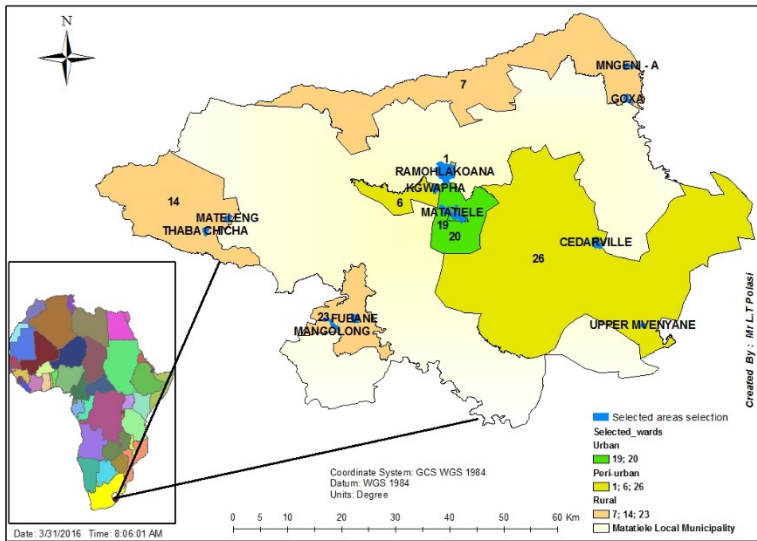 N
MNGENI - A
7
GOXA
1
RAMOHLAKOANA
KGWAPHA
6
14
MATELENG
THABA CHICHA
MATATIELE
19
20
26
CEDARVILLE
23 FUBANE
MANGOLONG
UPPER MVENYANE
Created By : Mr L.T Polasi
Selected areas selection
Selected_wards
Urban
19; 20
Peri-urban
1; 6; 26
Rural
7; 14; 23
Matatiele Local Municipality
Coordinate System: GCS WGS 1984
Datum: WGS 1984
Units: Degree
0 10 20 30 40 60 Km
Date: 3/31/2016 Time: 8:06:01 AM